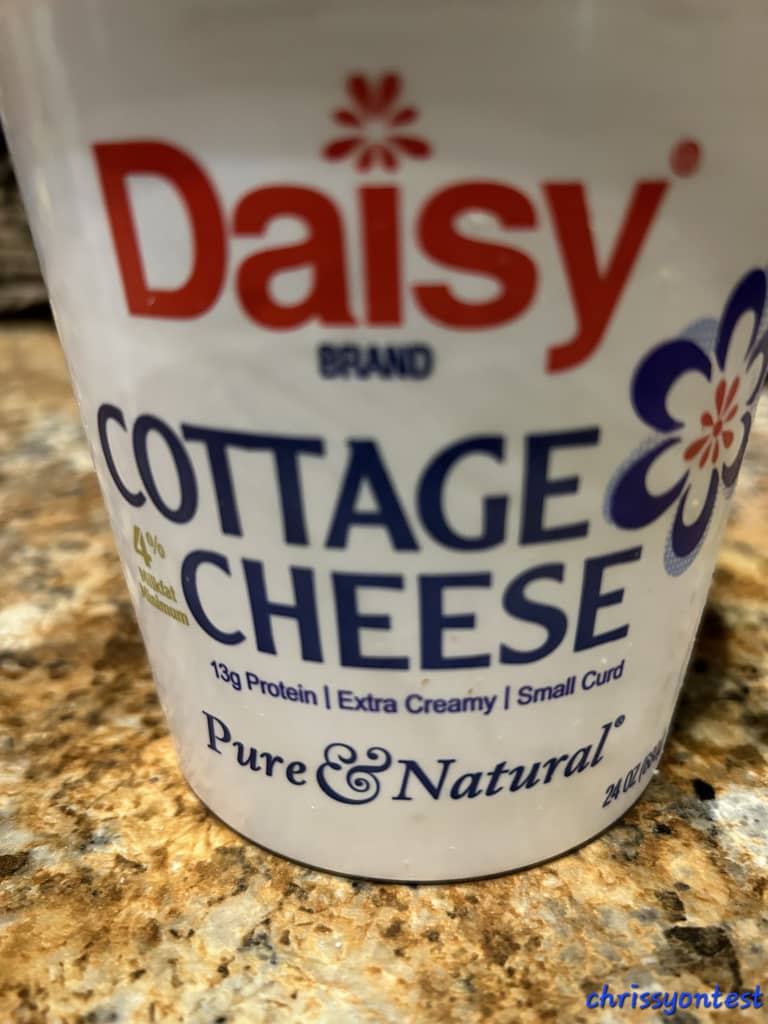 Daisy®
BRAND
COTTAGE
CHEESE
4%
Milkfat
Minimum
13g Protein | Extra Creamy | Small Curd
Pure & Natural®
24 OZ
chrissyontest